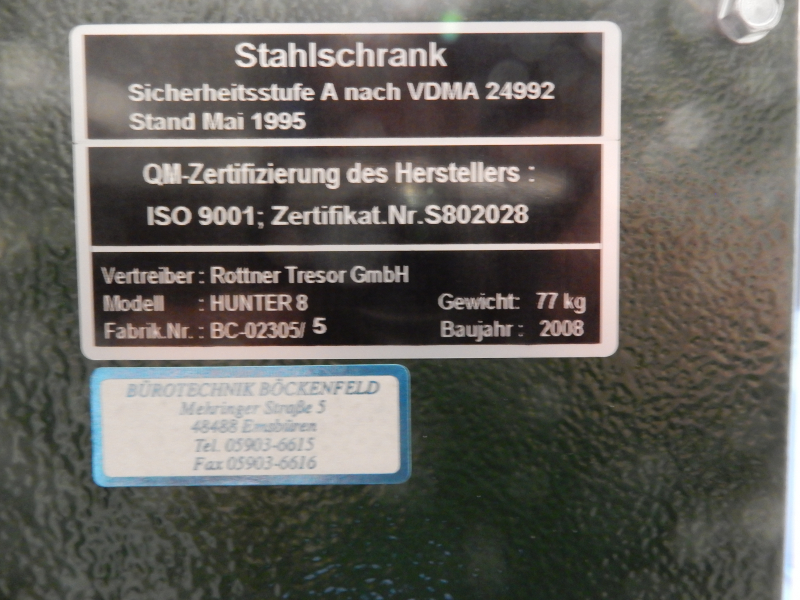 Stahlschrank
Sicherheitsstufe A nach VDMA 24992
Stand Mai 1995
QM-Zertifizierung des Herstellers :
ISO 9001; Zertifikat.Nr.S802028
Vertreiber : Rottner Tresor GmbH
Modell : HUNTER 8 Gewicht: 77 kg
Fabrik.Nr. : BC-02305/ 5 Baujahr : 2008
BÜROTECHNIK BÖCKENFELD
Mehringer Straße 5
48488 Emsbüren
Tel. 05903-6615
Fax 05903-6616